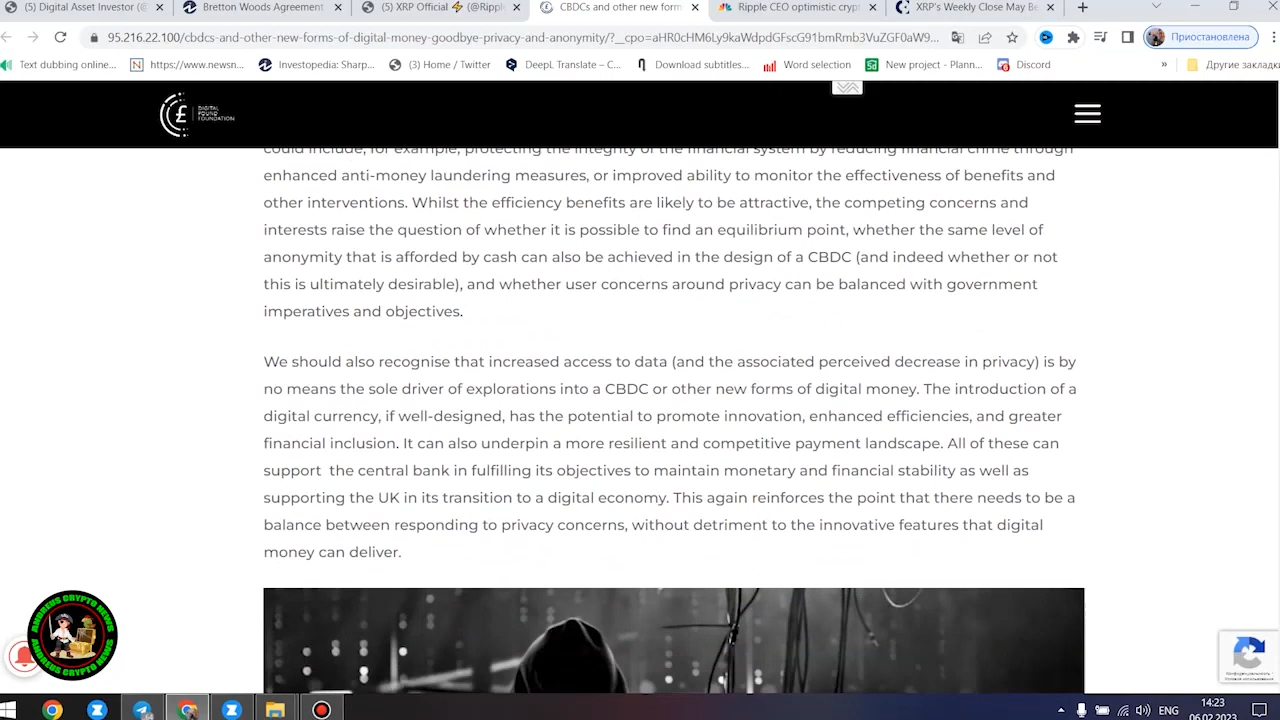 (5) Digital Asset Investor (@
Bretton Woods Agreement
(5) XRP Official ⚡ (@Rippl
CBDCs and other new form
Ripple CEO optimistic crypt
XRP's Weekly Close May Be
95.216.22.100/cbdcs-and-other-new-forms-of-digital-money-goodbye-privacy-and-anonymity/?__cpo=aHR0cHM6Ly9kaWdpdGFscG91bmRmb3VuZGF0aW9...
Приостановлена
Text dubbing online...
https://www.newsn...
Investopedia: Sharp...
(3) Home / Twitter
DeepL Translate – C...
Download subtitles...
Word selection
New project - Plann...
Discord
»
Другие закладки
DIGITAL
POUND
FOUNDATION
could include, for example, protecting the integrity of the financial system by reducing financial crime through
enhanced anti-money laundering measures, or improved ability to monitor the effectiveness of benefits and
other interventions. Whilst the efficiency benefits are likely to be attractive, the competing concerns and
interests raise the question of whether it is possible to find an equilibrium point, whether the same level of
anonymity that is afforded by cash can also be achieved in the design of a CBDC (and indeed whether or not
this is ultimately desirable), and whether user concerns around privacy can be balanced with government
imperatives and objectives.
We should also recognise that increased access to data (and the associated perceived decrease in privacy) is by
no means the sole driver of explorations into a CBDC or other new forms of digital money. The introduction of a
digital currency, if well-designed, has the potential to promote innovation, enhanced efficiencies, and greater
financial inclusion. It can also underpin a more resilient and competitive payment landscape. All of these can
support the central bank in fulfilling its objectives to maintain monetary and financial stability as well as
supporting the UK in its transition to a digital economy. This again reinforces the point that there needs to be a
balance between responding to privacy concerns, without detriment to the innovative features that digital
money can deliver.
ANDREUS CRYPTO NEWS
ANDREUS CRYPTO NEWS
ENG
14:23
06.02.2023